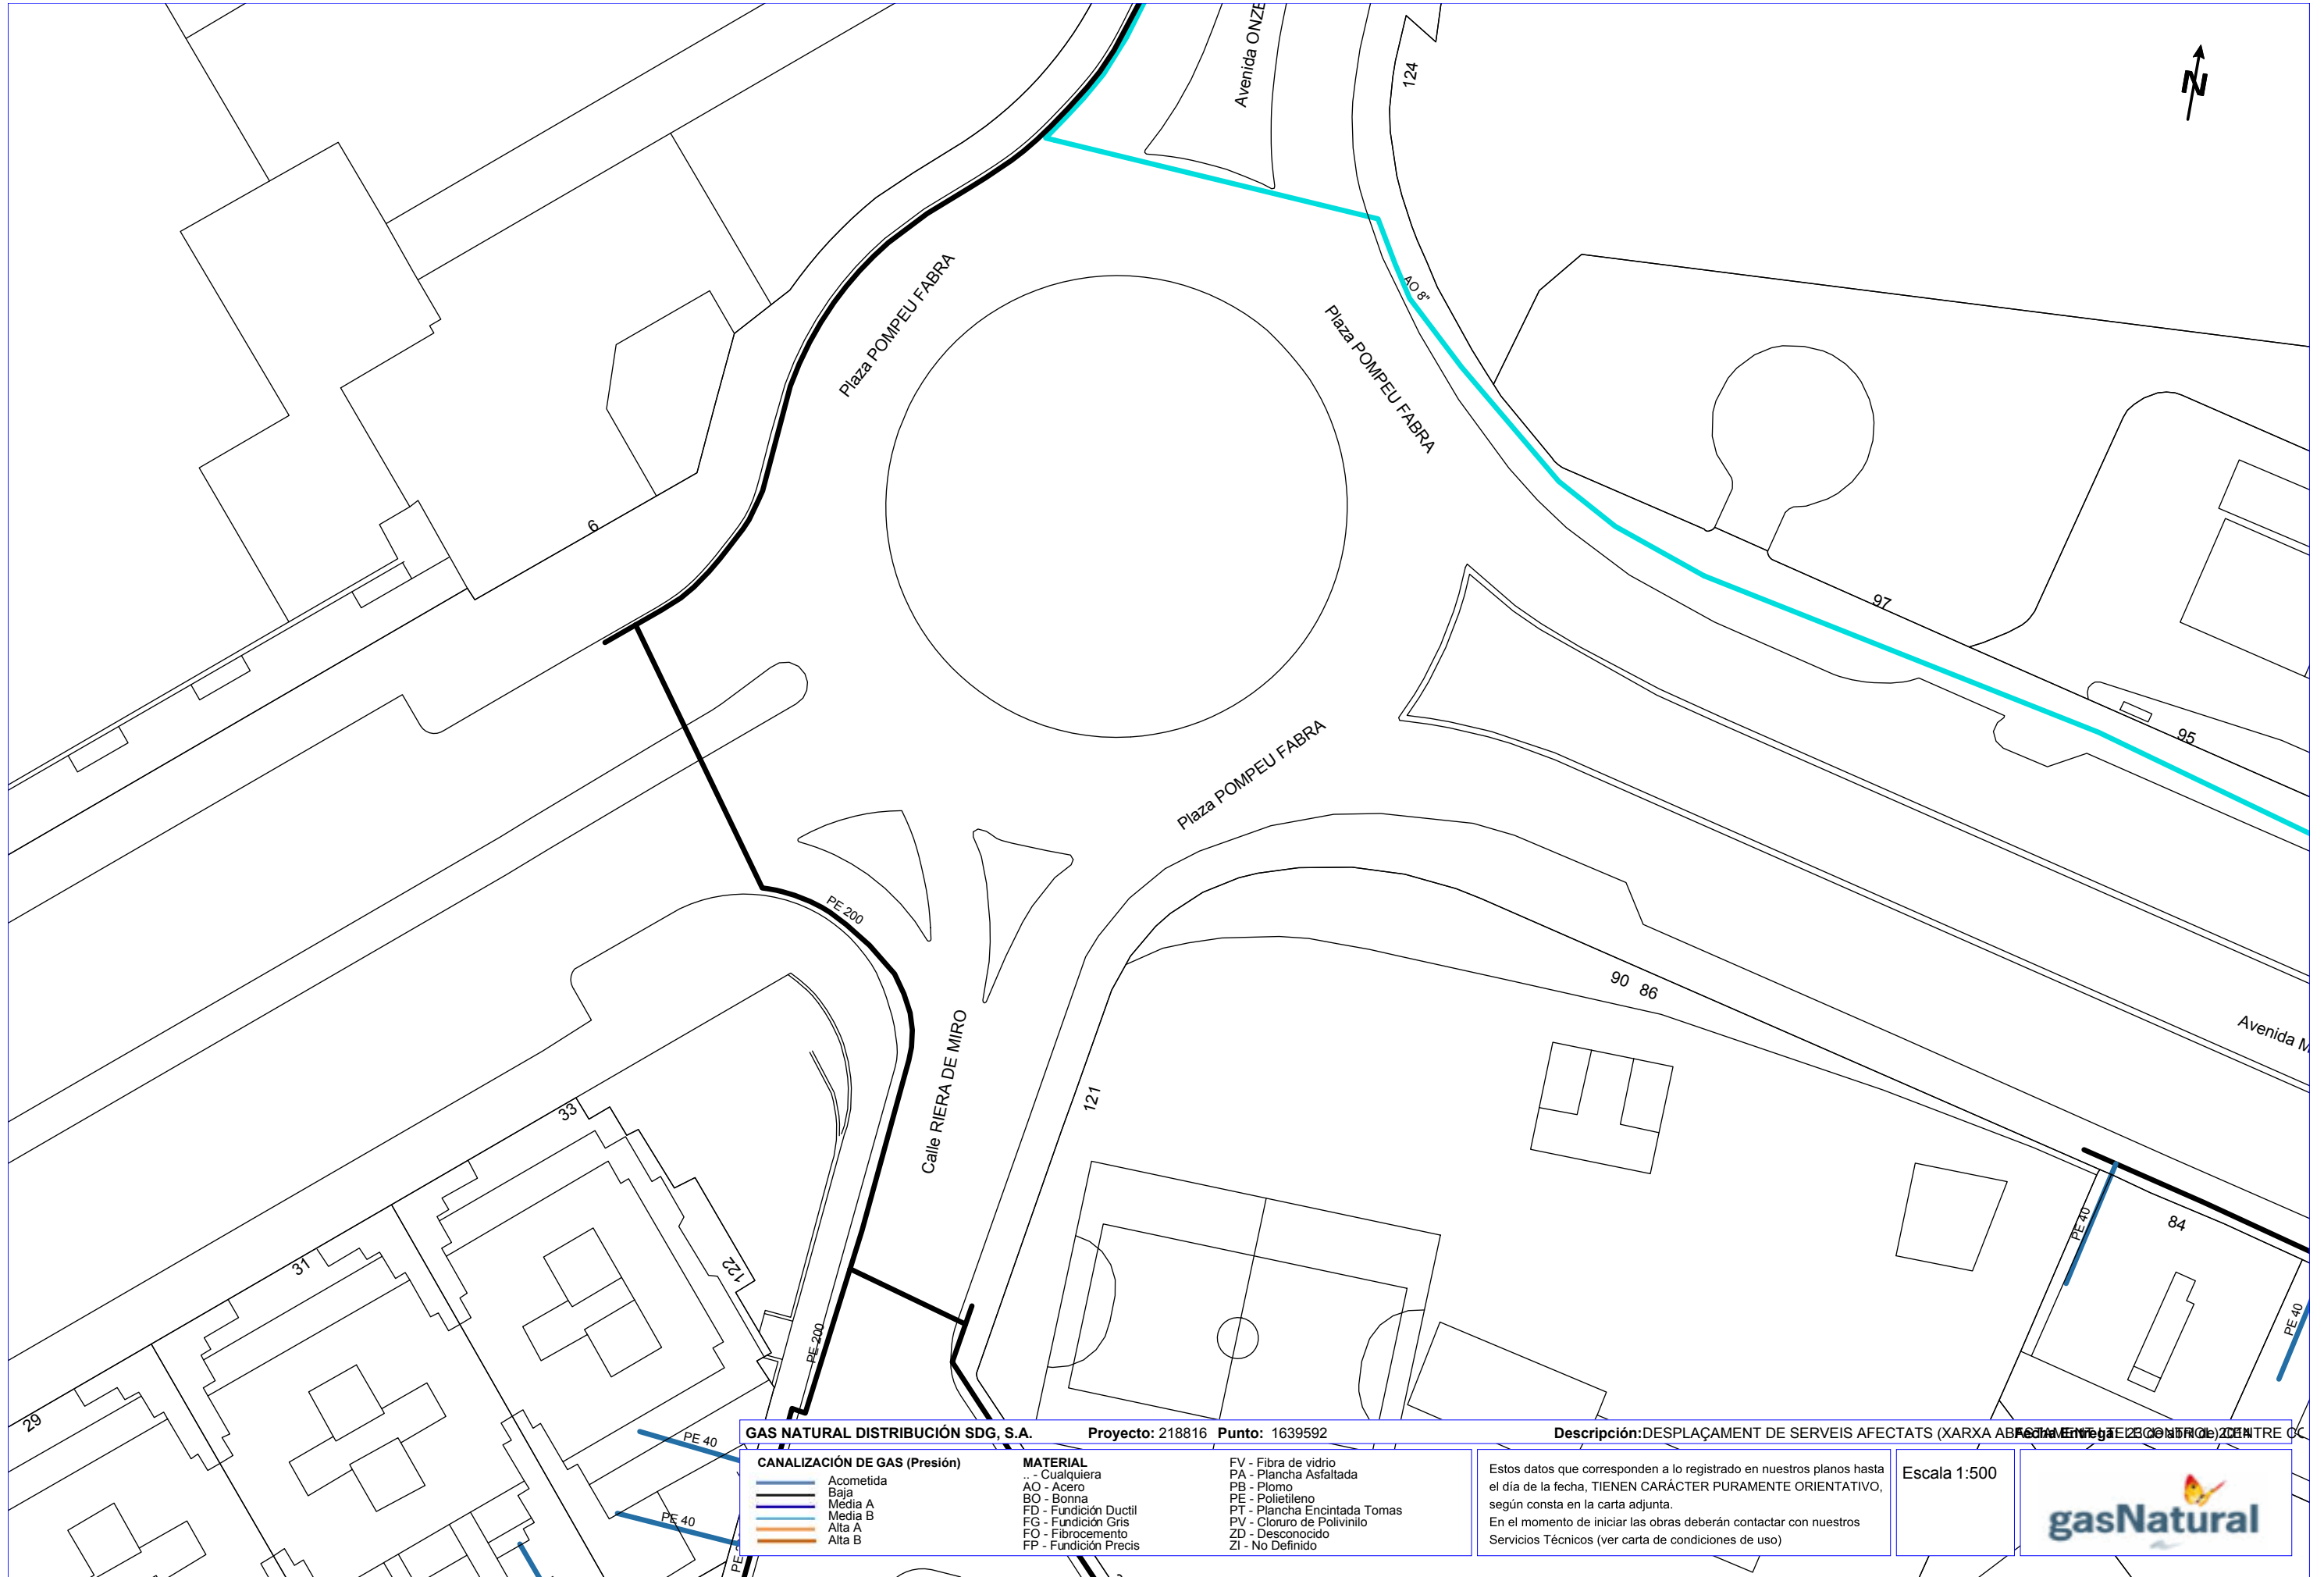 Avenida ONZE
124
N
Plaza POMPEU FABRA
AO 8"
Plaza POMPEU FABRA
6
97
95
Plaza POMPEU FABRA
PE 200
90 86
Avenida M
Calle RIERA DE MIRO
121
33
PE 40
84
31
122
PE 200
PE 40
29
PE 40
PE 40
PE
GAS NATURAL DISTRIBUCIÓN SDG, S.A. Proyecto: 218816 Punto: 1639592 Descripción:DESPLAÇAMENT DE SERVEIS AFECTATS (XARXA
CANALIZACIÓN DE GAS (Presión)
Acometida
Baja
Media A
Media B
Alta A
Alta B
MATERIAL
.. - Cualquiera
AO - Acero
BO - Bonna
FD - Fundición Ductil
FG - Fundición Gris
FO - Fibrocemento
FP - Fundición Precis
FV - Fibra de vidrio
PA - Plancha Asfaltada
PB - Plomo
PE - Polietileno
PT - Plancha Encintada Tomas
PV - Cloruro de Polivinilo
ZD - Desconocido
ZI - No Definido
Estos datos que corresponden a lo registrado en nuestros planos hasta
el día de la fecha, TIENEN CARÁCTER PURAMENTE ORIENTATIVO,
según consta en la carta adjunta.
En el momento de iniciar las obras deberán contactar con nuestros
Servicios Técnicos (ver carta de condiciones de uso)
Escala 1:500
gasNatural